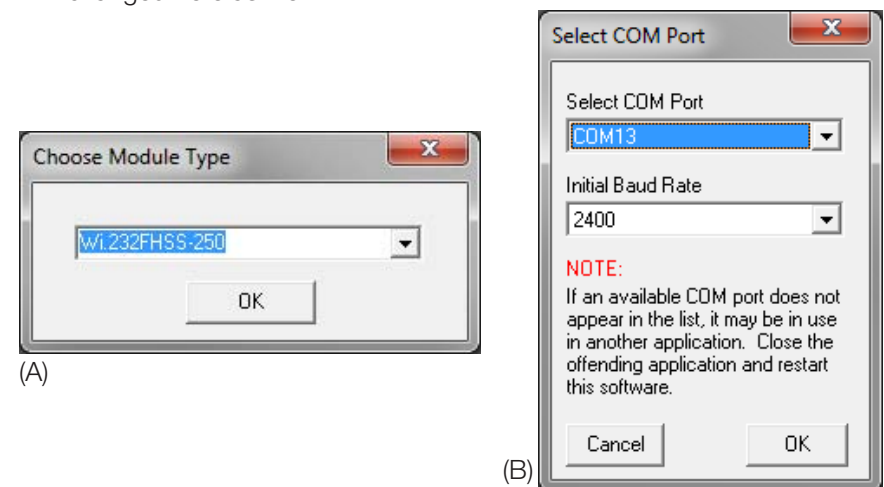 Choose Module Type
Wi.232FHSS-250
OK
(A)
Select COM Port
Select COM Port
COM13
Initial Baud Rate
2400
NOTE:
If an available COM port does not
appear in the list, it may be in use
in another application. Close the
offending application and restart
this software.
Cancel OK
(B)